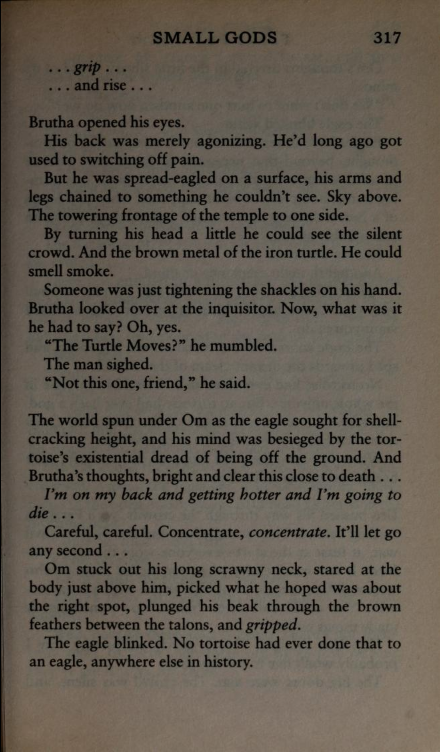 SMALL GODS 317
. . . grip . . .
. . . and rise . . .
Brutha opened his eyes.
His back was merely agonizing. He'd long ago got
used to switching off pain.
But he was spread-eagled on a surface, his arms and
legs chained to something he couldn't see. Sky above.
The towering frontage of the temple to one side.
By turning his head a little he could see the silent
crowd. And the brown metal of the iron turtle. He could
smell smoke.
Someone was just tightening the shackles on his hand.
Brutha looked over at the inquisitor. Now, what was it
he had to say? Oh, yes.
“The Turtle Moves?” he mumbled.
The man sighed.
“Not this one, friend,” he said.
The world spun under Om as the eagle sought for shell-
cracking height, and his mind was besieged by the tor-
toise's existential dread of being off the ground. And
Brutha's thoughts, bright and clear this close to death . . .
I'm on my back and getting hotter and I'm going to
die . . .
Careful, careful. Concentrate, concentrate. It'll let go
any second . . .
Om stuck out his long scrawny neck, stared at the
body just above him, picked what he hoped was about
the right spot, plunged his beak through the brown
feathers between the talons, and gripped.
The eagle blinked. No tortoise had ever done that to
an eagle, anywhere else in history.